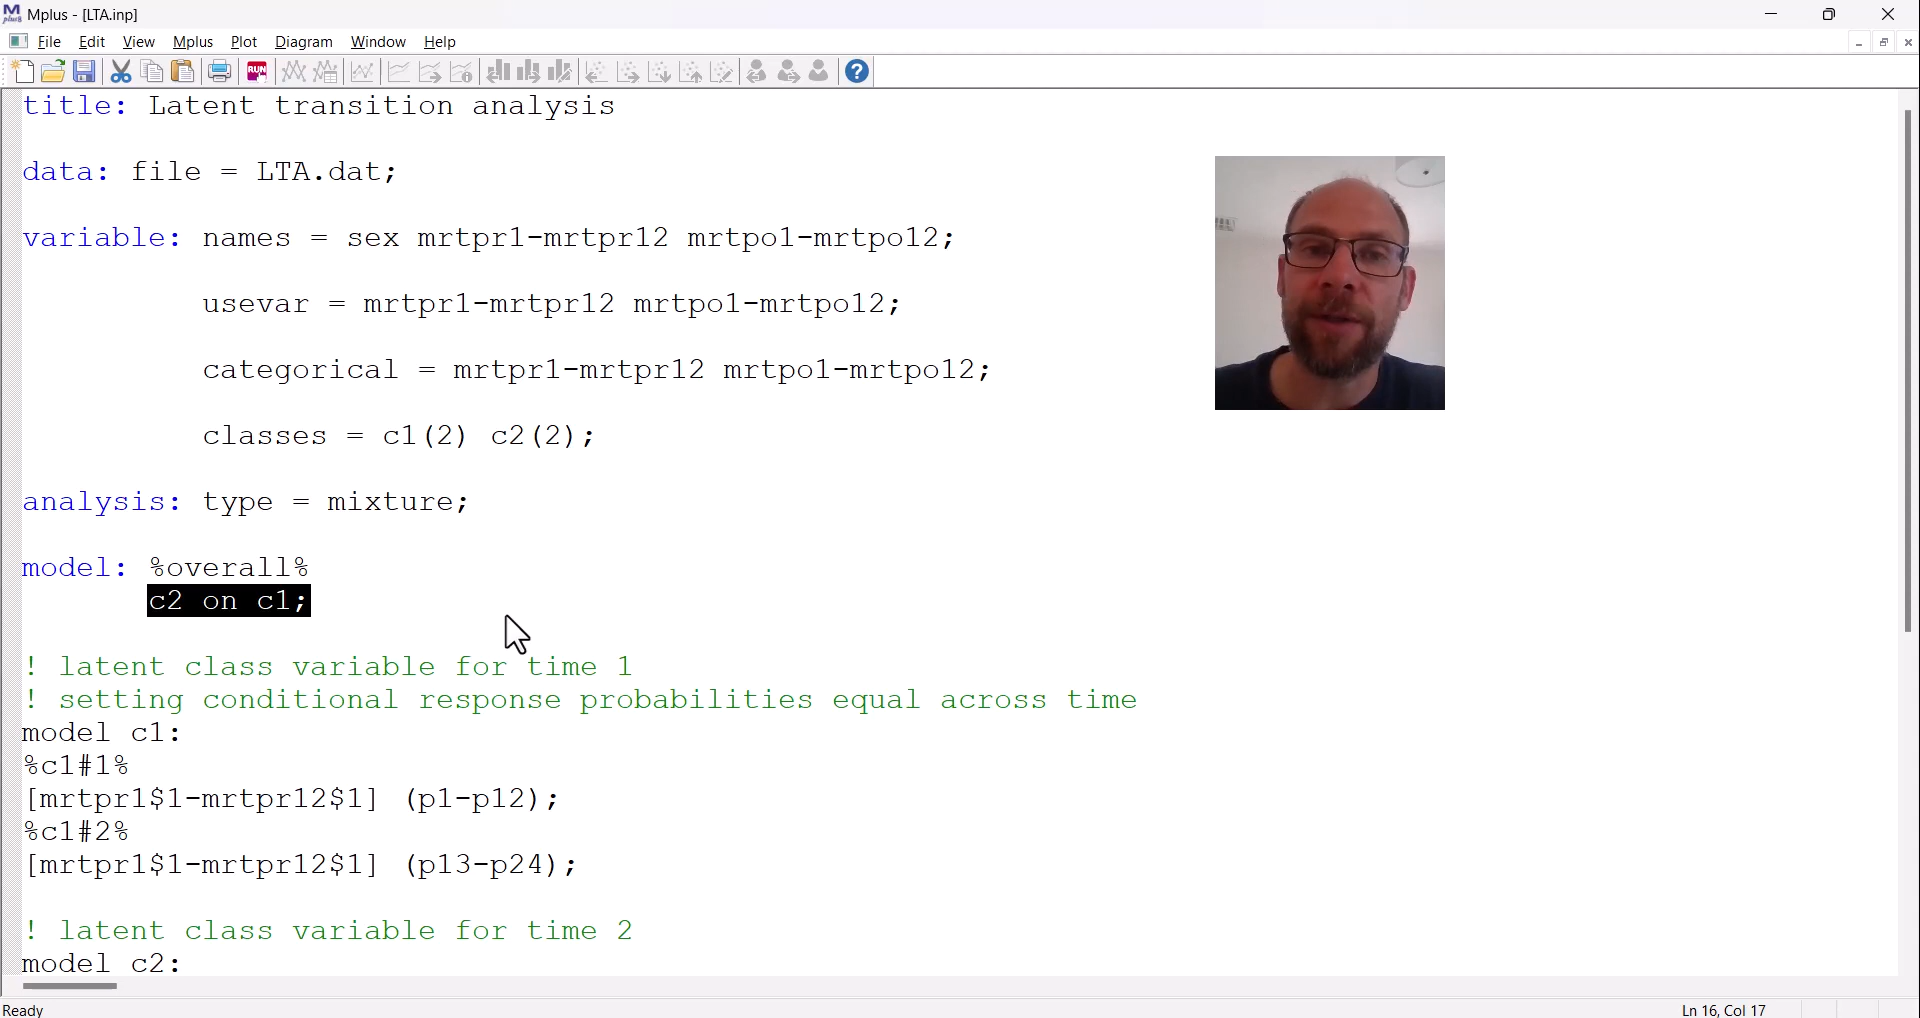 Mplus - [LTA.inp]
File Edit View Mplus Plot Diagram Window Help
RUN
title: Latent transition analysis
data: file = LTA.dat;
variable: names = sex mrtpr1-mrtpr12 mrtpo1-mrtpo12;
usevar = mrtpr1-mrtpr12 mrtpo1-mrtpo12;
categorical = mrtpr1-mrtpr12 mrtpo1-mrtpo12;
classes = c1(2) c2(2);
analysis: type = mixture;
model: %overall%
c2 on c1;
! latent class variable for time 1
! setting conditional response probabilities equal across time
model c1:
%c1#1%
[mrtpr1$1-mrtpr12$1] (p1-p12);
%c1#2%
[mrtpr1$1-mrtpr12$1] (p13-p24);
! latent class variable for time 2
model c2:
Ready
Ln 16, Col 17